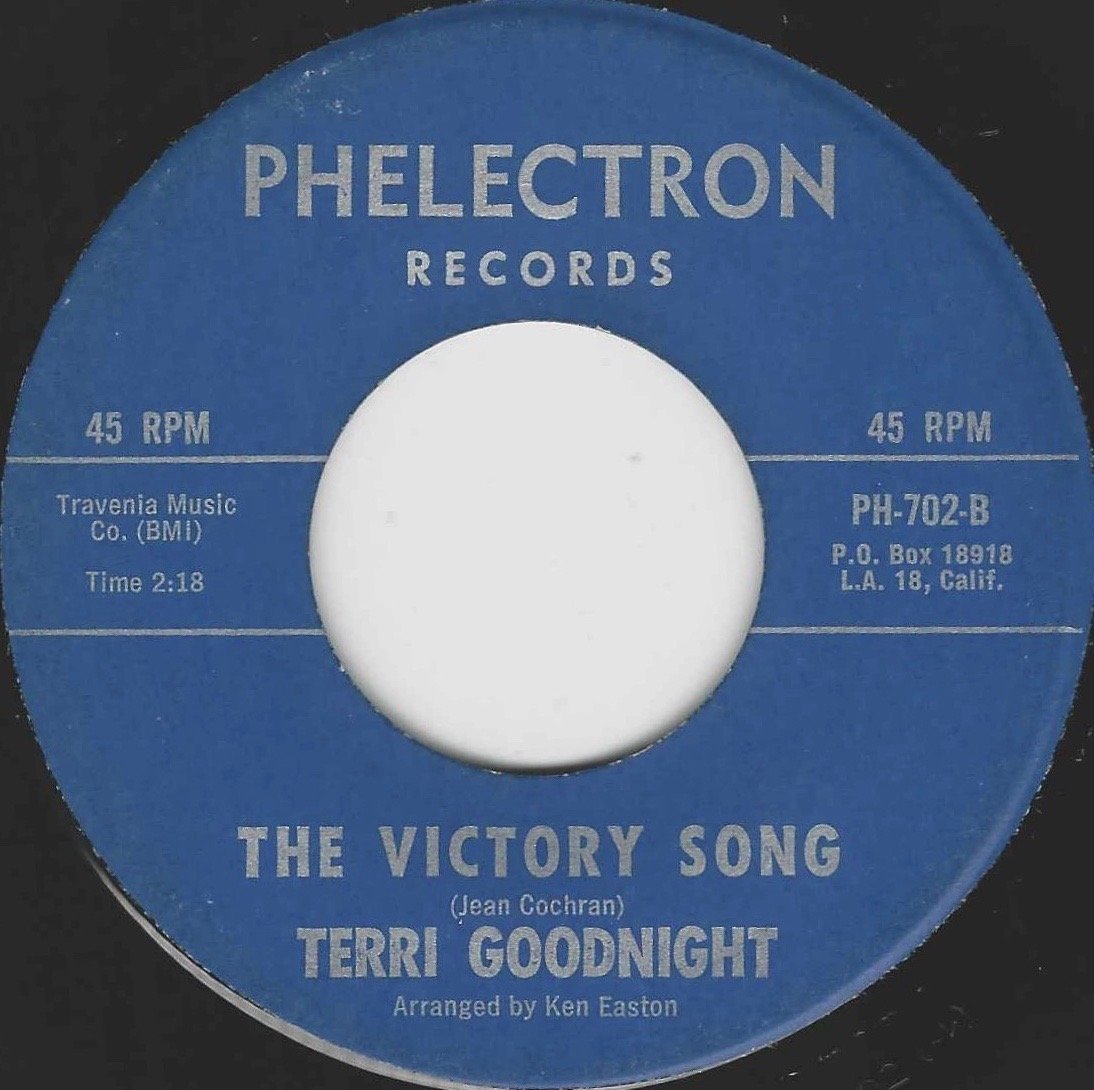 PHELECTRON
RECORDS
45 RPM
45 RPM
Travenia Music
Co. (BMI)
Time 2:18
PH-702-B
P.O. Box 18918
L.A. 18, Calif.
THE VICTORY SONG
(Jean Cochran)
TERRI GOODNIGHT
Arranged by Ken Easton